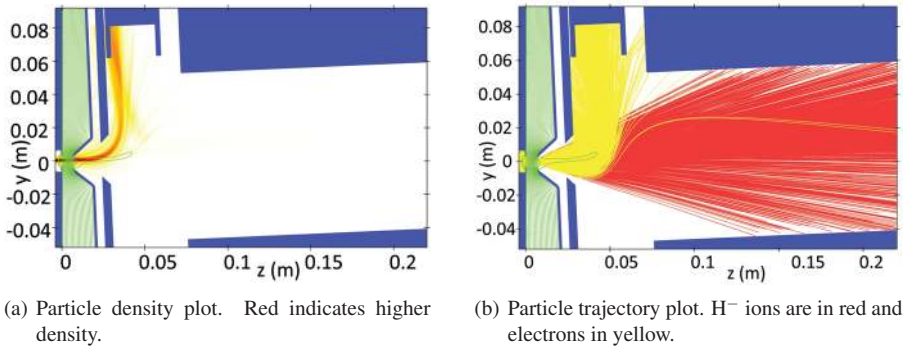 0.08
0.06
0.04
0.02
0
-0.02
-0.04
y (m)
0 0.05 0.1 0.15 0.2
z (m)
0.08
0.06
0.04
0.02
0
-0.02
-0.04
y (m)
0 0.05 0.1 0.15 0.2
z (m)
(a) Particle density plot. Red indicates higher
density.
(b) Particle trajectory plot. H⁻ ions are in red and
electrons in yellow.